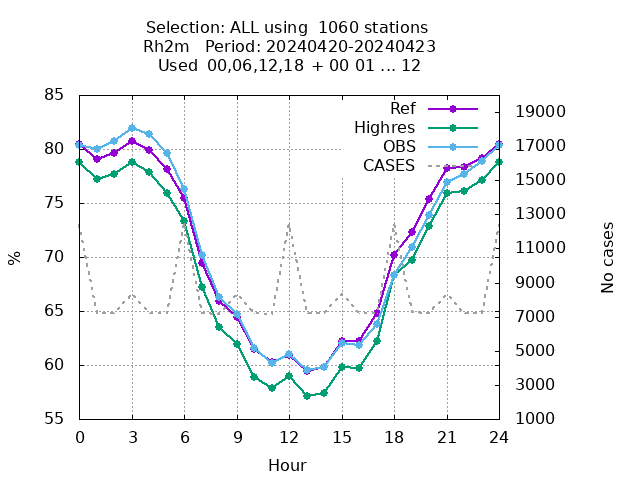 Selection: ALL using  1060 stations
Rh2m   Period: 20240420-20240423
Used  00,06,12,18  + 00 01 ... 12
Ref
Highres
OBS
CASES
85
80
75
70
65
60
55
%
19000
17000
15000
13000
11000
9000
7000
5000
3000
1000
No cases
0 3 6 9 12 15 18 21 24
Hour